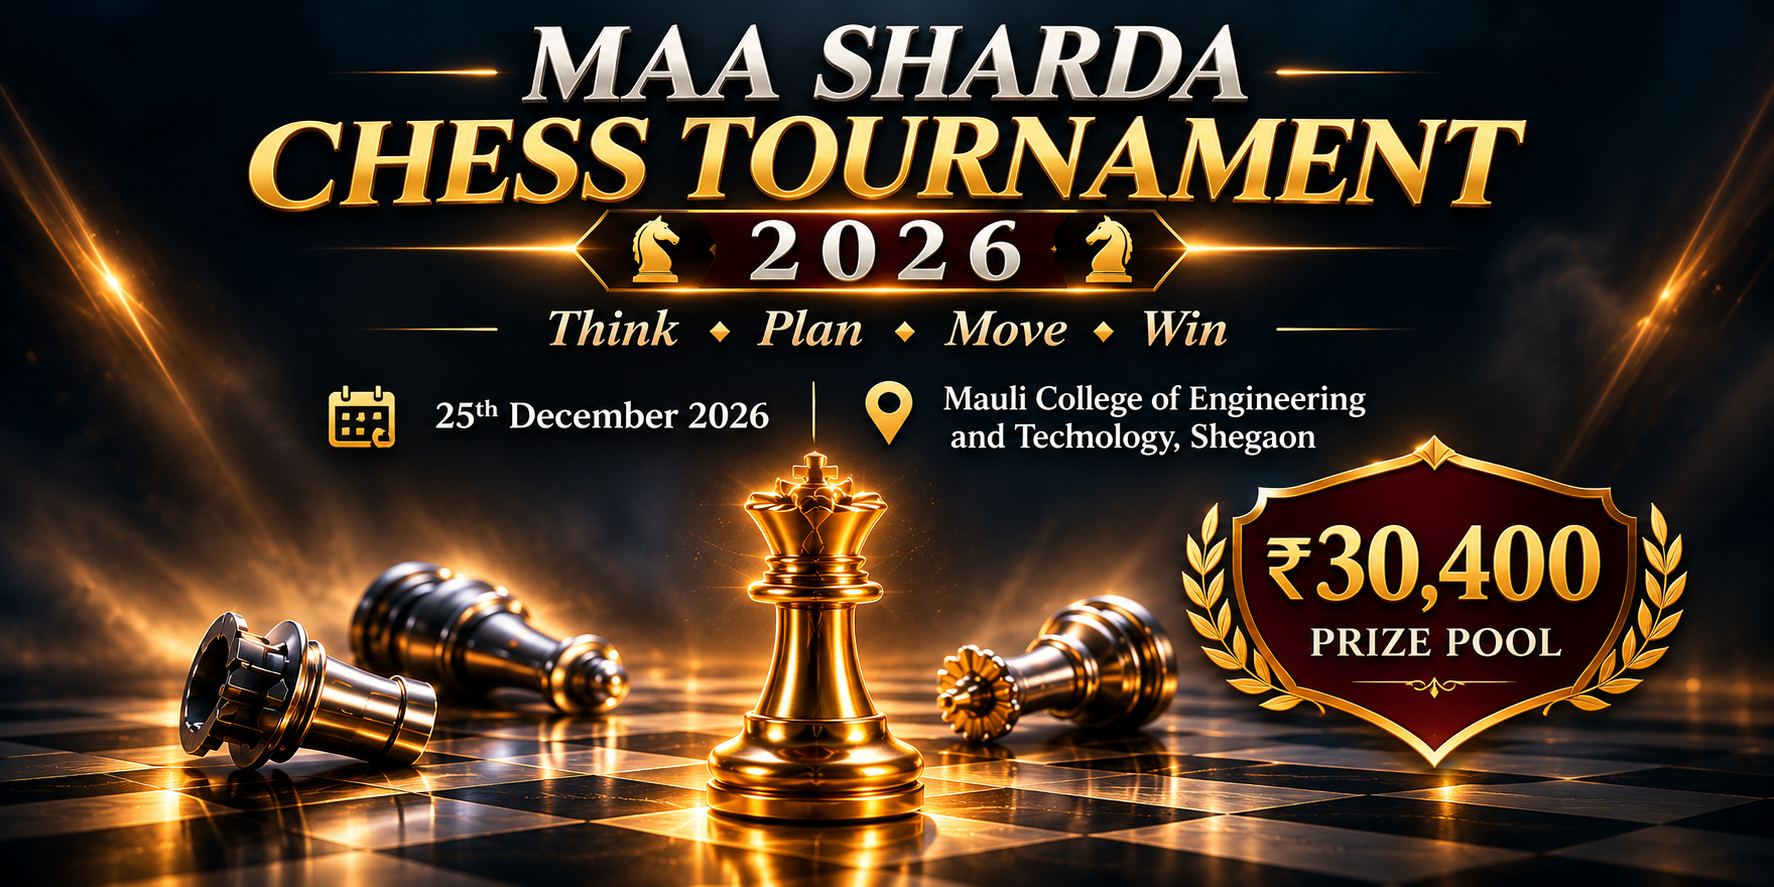 MAA SHARDA
CHESS TOURNAMENT
2026
Think ◆ Plan ◆ Move ◆ Win
25th December 2026
Mauli College of Engineering
and Technology, Shegaon
₹30,400
PRIZE POOL